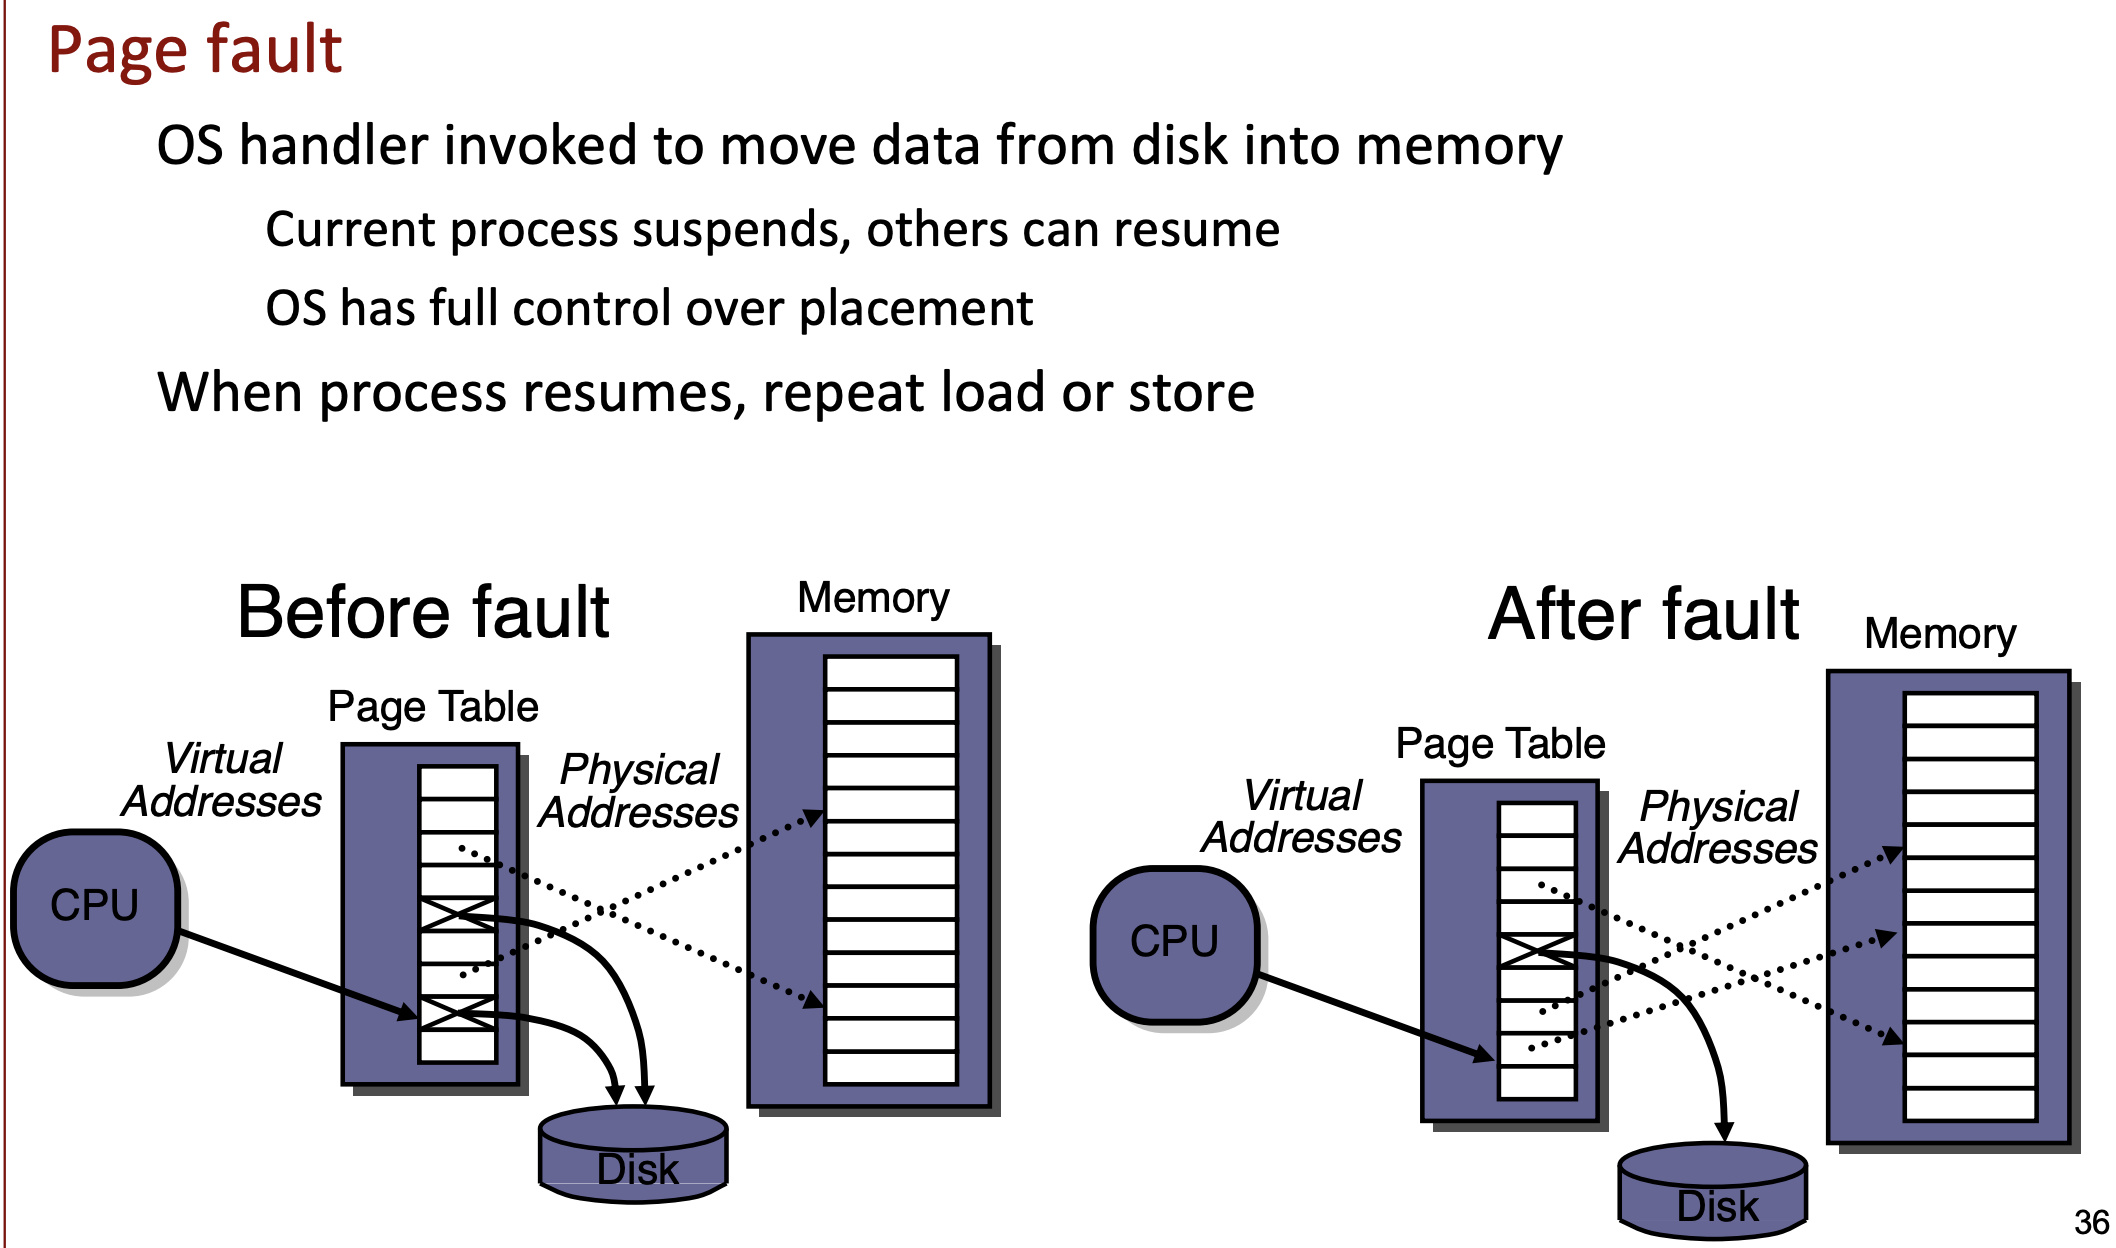 Page fault
OS handler invoked to move data from disk into memory
Current process suspends, others can resume
OS has full control over placement
When process resumes, repeat load or store
Before fault
Memory
Page Table
Virtual
Addresses
Physical
Addresses
CPU
Disk
After fault
Memory
Page Table
Virtual
Addresses
Physical
Addresses
CPU
Disk
36